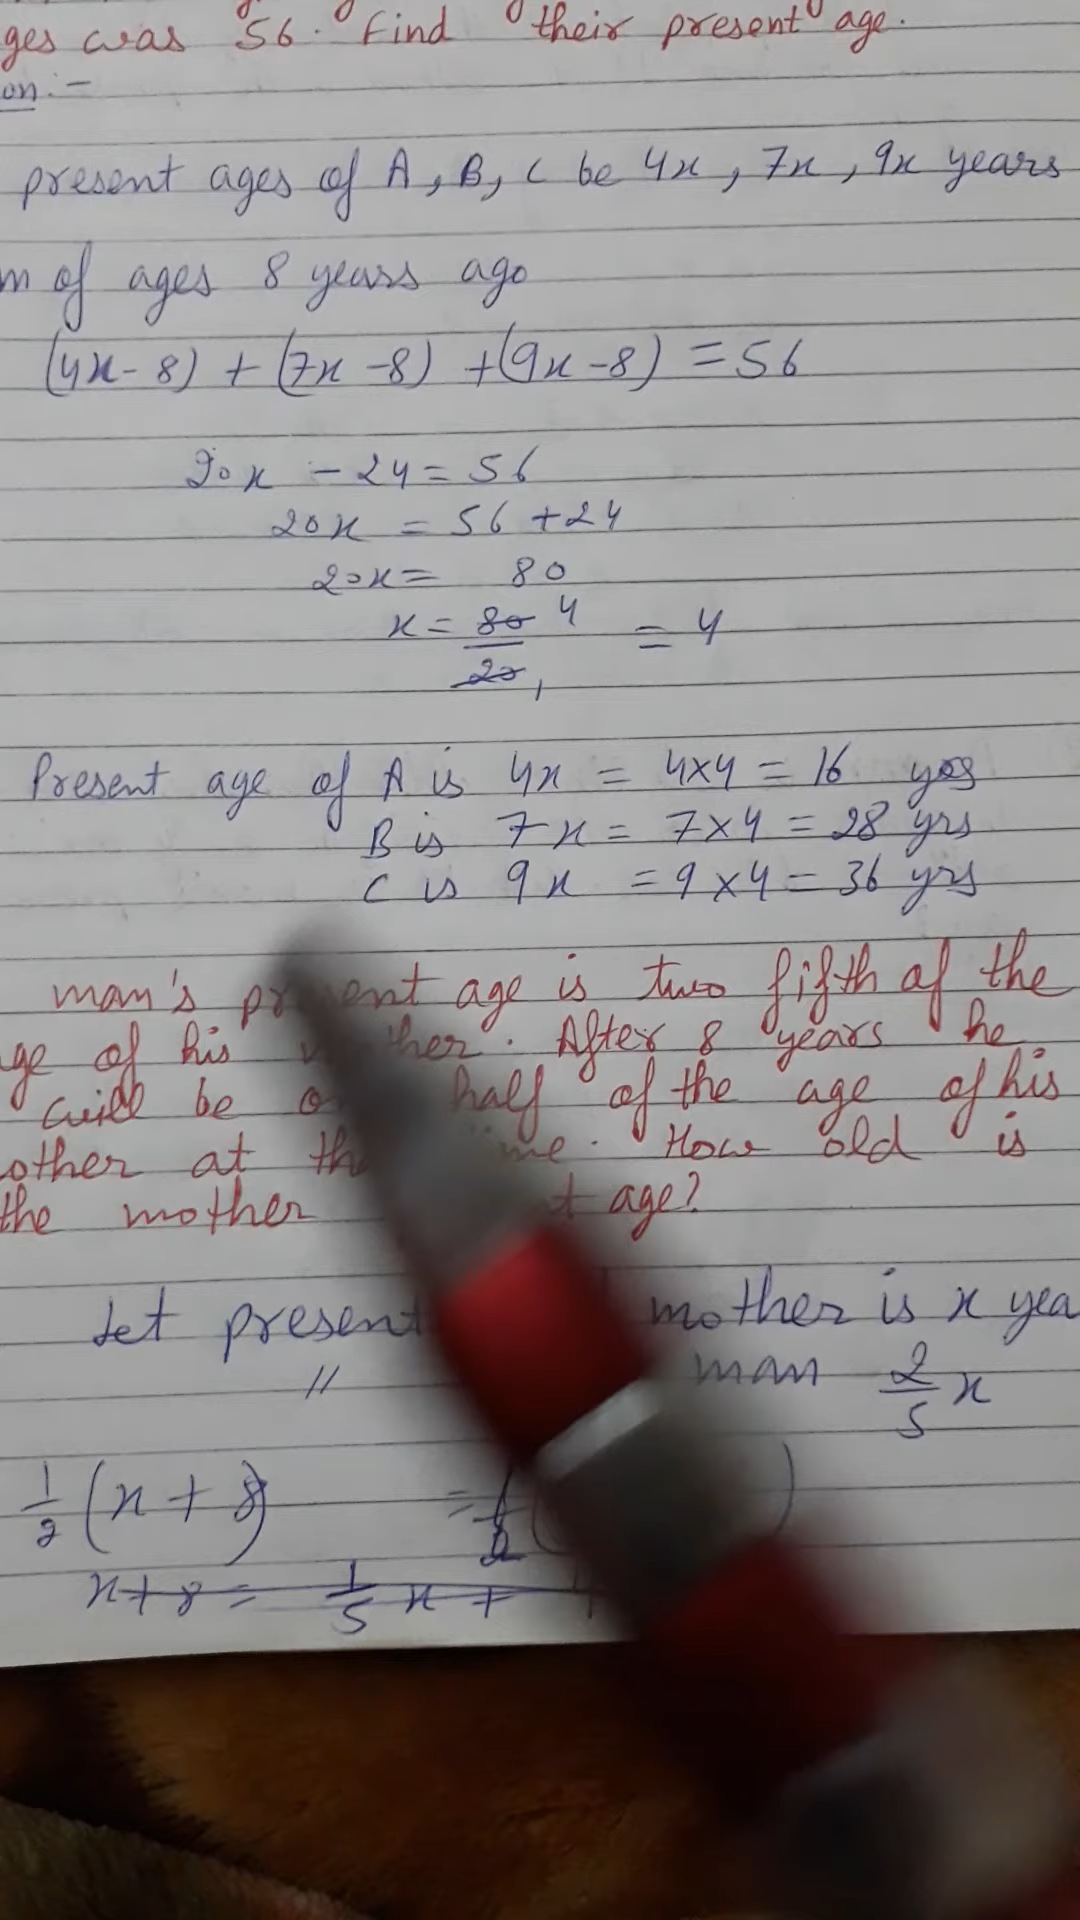 ges was 56. Find their present age.
on :-
present ages of A, B, C be 4x, 7x, 9x years
m of ages 8 years ago
(4x - 8) + (7x - 8) + (9x - 8) = 56
20x - 24 = 56
20x = 56 + 24
20x = 80
x = 80/20 4/1 = 4
Present age of A is 4x = 4×4 = 16 yrs
B is 7x = 7×4 = 28 yrs
C is 9x = 9×4 = 36 yrs
man's present age is two fifth of the
ge of his ther. After 8 years he
will be half of the age of his
other at How old is
the mother age?
Let present mother is x yea
" man 2/5 x
1/2 (x + 8) = 1/2 ( )
x + 8 = 1/5 x +